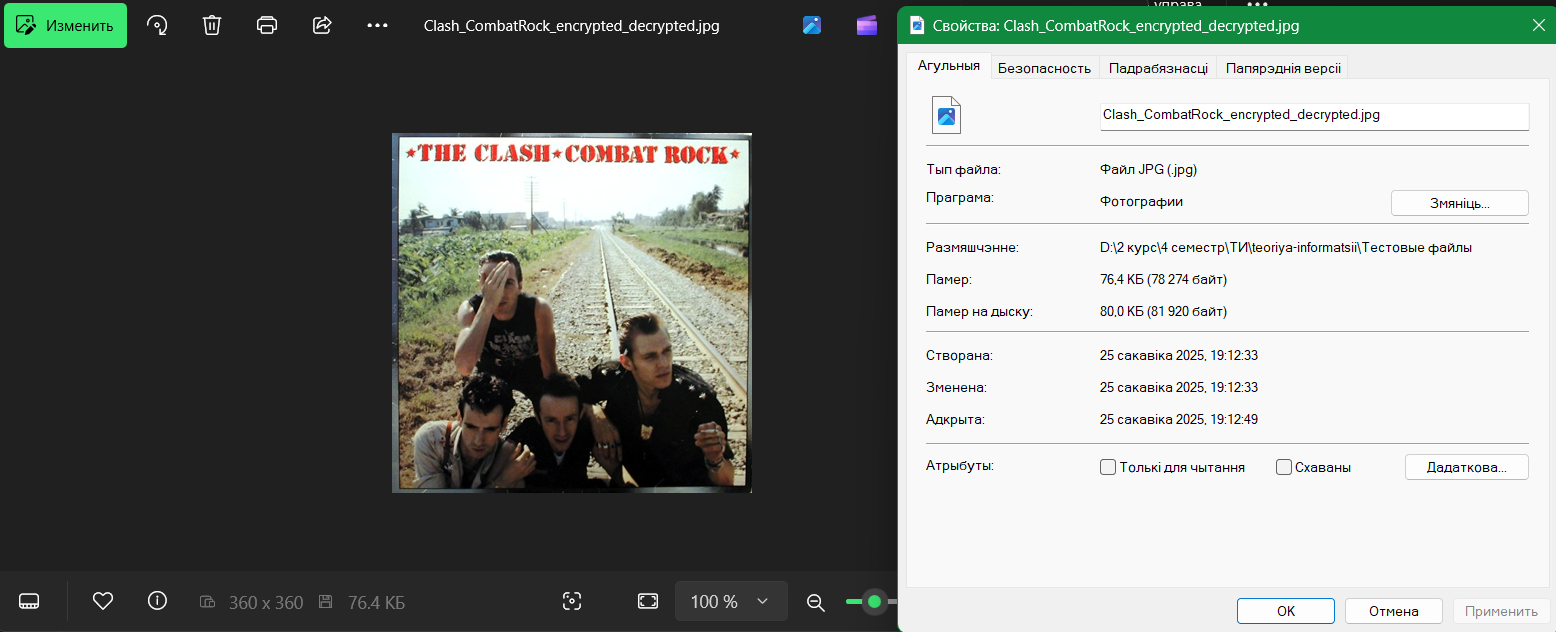 Изменить
Clash_CombatRock_encrypted_decrypted.jpg
★THE CLASH★COMBAT ROCK★
360 x 360
76.4 КБ
100 %
Свойства: Clash_CombatRock_encrypted_decrypted.jpg
Агульныя
Безопасность
Падрабязнасці
Папярэднія версіі
Clash_CombatRock_encrypted_decrypted.jpg
Тып файла: Файл JPG (.jpg)
Праграма: Фотографии Змяніць...
Размяшчэнне: D:\2 курс\4 семестр\ТИ\teoriya-informatsii\Тестовые файлы
Памер: 76,4 КБ (78 274 байт)
Памер на дыску: 80,0 КБ (81 920 байт)
Створана: 25 сакавіка 2025, 19:12:33
Зменена: 25 сакавіка 2025, 19:12:33
Адкрыта: 25 сакавіка 2025, 19:12:49
Атрыбуты: Толькі для чытання Схаваны Дадаткова...
OK Отмена Применить